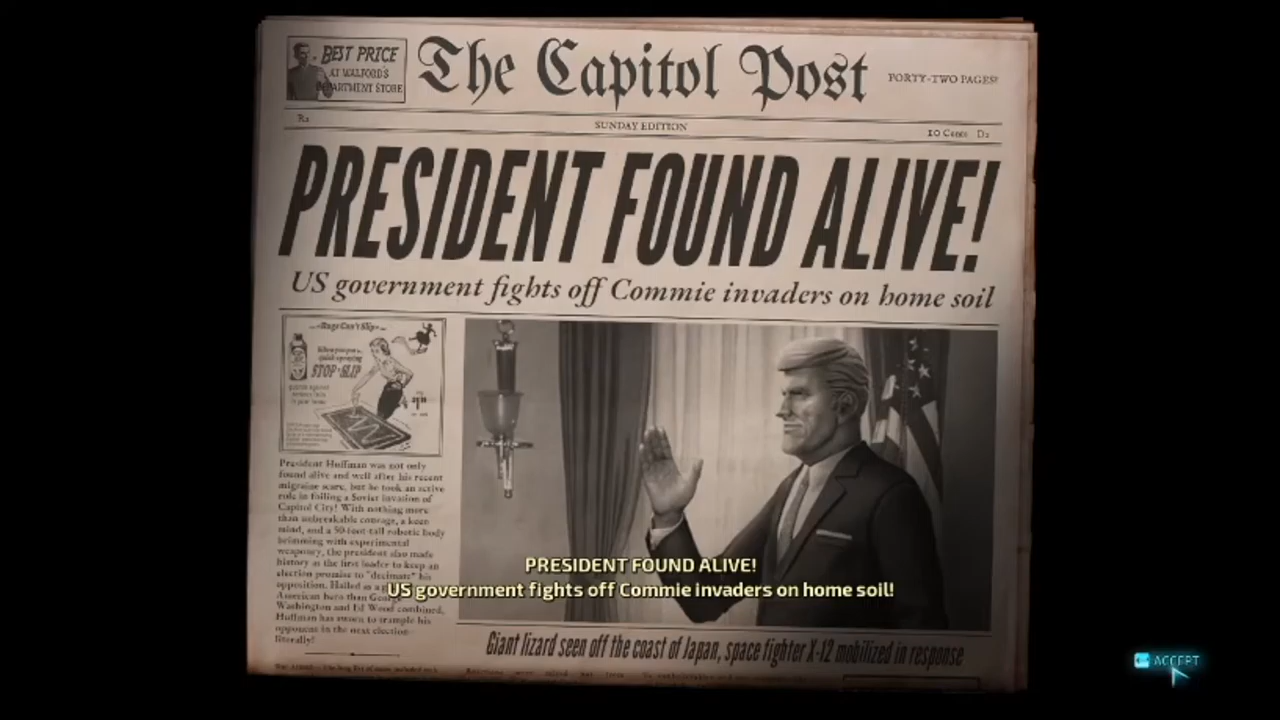 BEST PRICE
AT WALFORD'S
DEPARTMENT STORE
The Capitol Post
FORTY-TWO PAGES!
SUNDAY EDITION
10 Cents D2
PRESIDENT FOUND ALIVE!
US government fights off Commie invaders on home soil
Rugs Can't Slip
STOP-SLIP
President Huffman was not only
found alive and well after his recent
migraine scare, but he took an active
role in foiling a Soviet invasion of
Capitol City! With nothing more
than unbreakable courage, a keen
mind, and a 50-foot-tall robotic body
brimming with experimental
weaponry, the president also made
history as the first leader to keep an
election promise to "decimate" his
opposition. Hailed as a
American hero than George
Washington and Ed Wood combined,
Huffman has sworn to trample his
opponent in the next election—
literally!
PRESIDENT FOUND ALIVE!
US government fights off Commie invaders on home soil!
Giant lizard seen off the coast of Japan, space fighter X-12 mobilized in response
ACCEPT